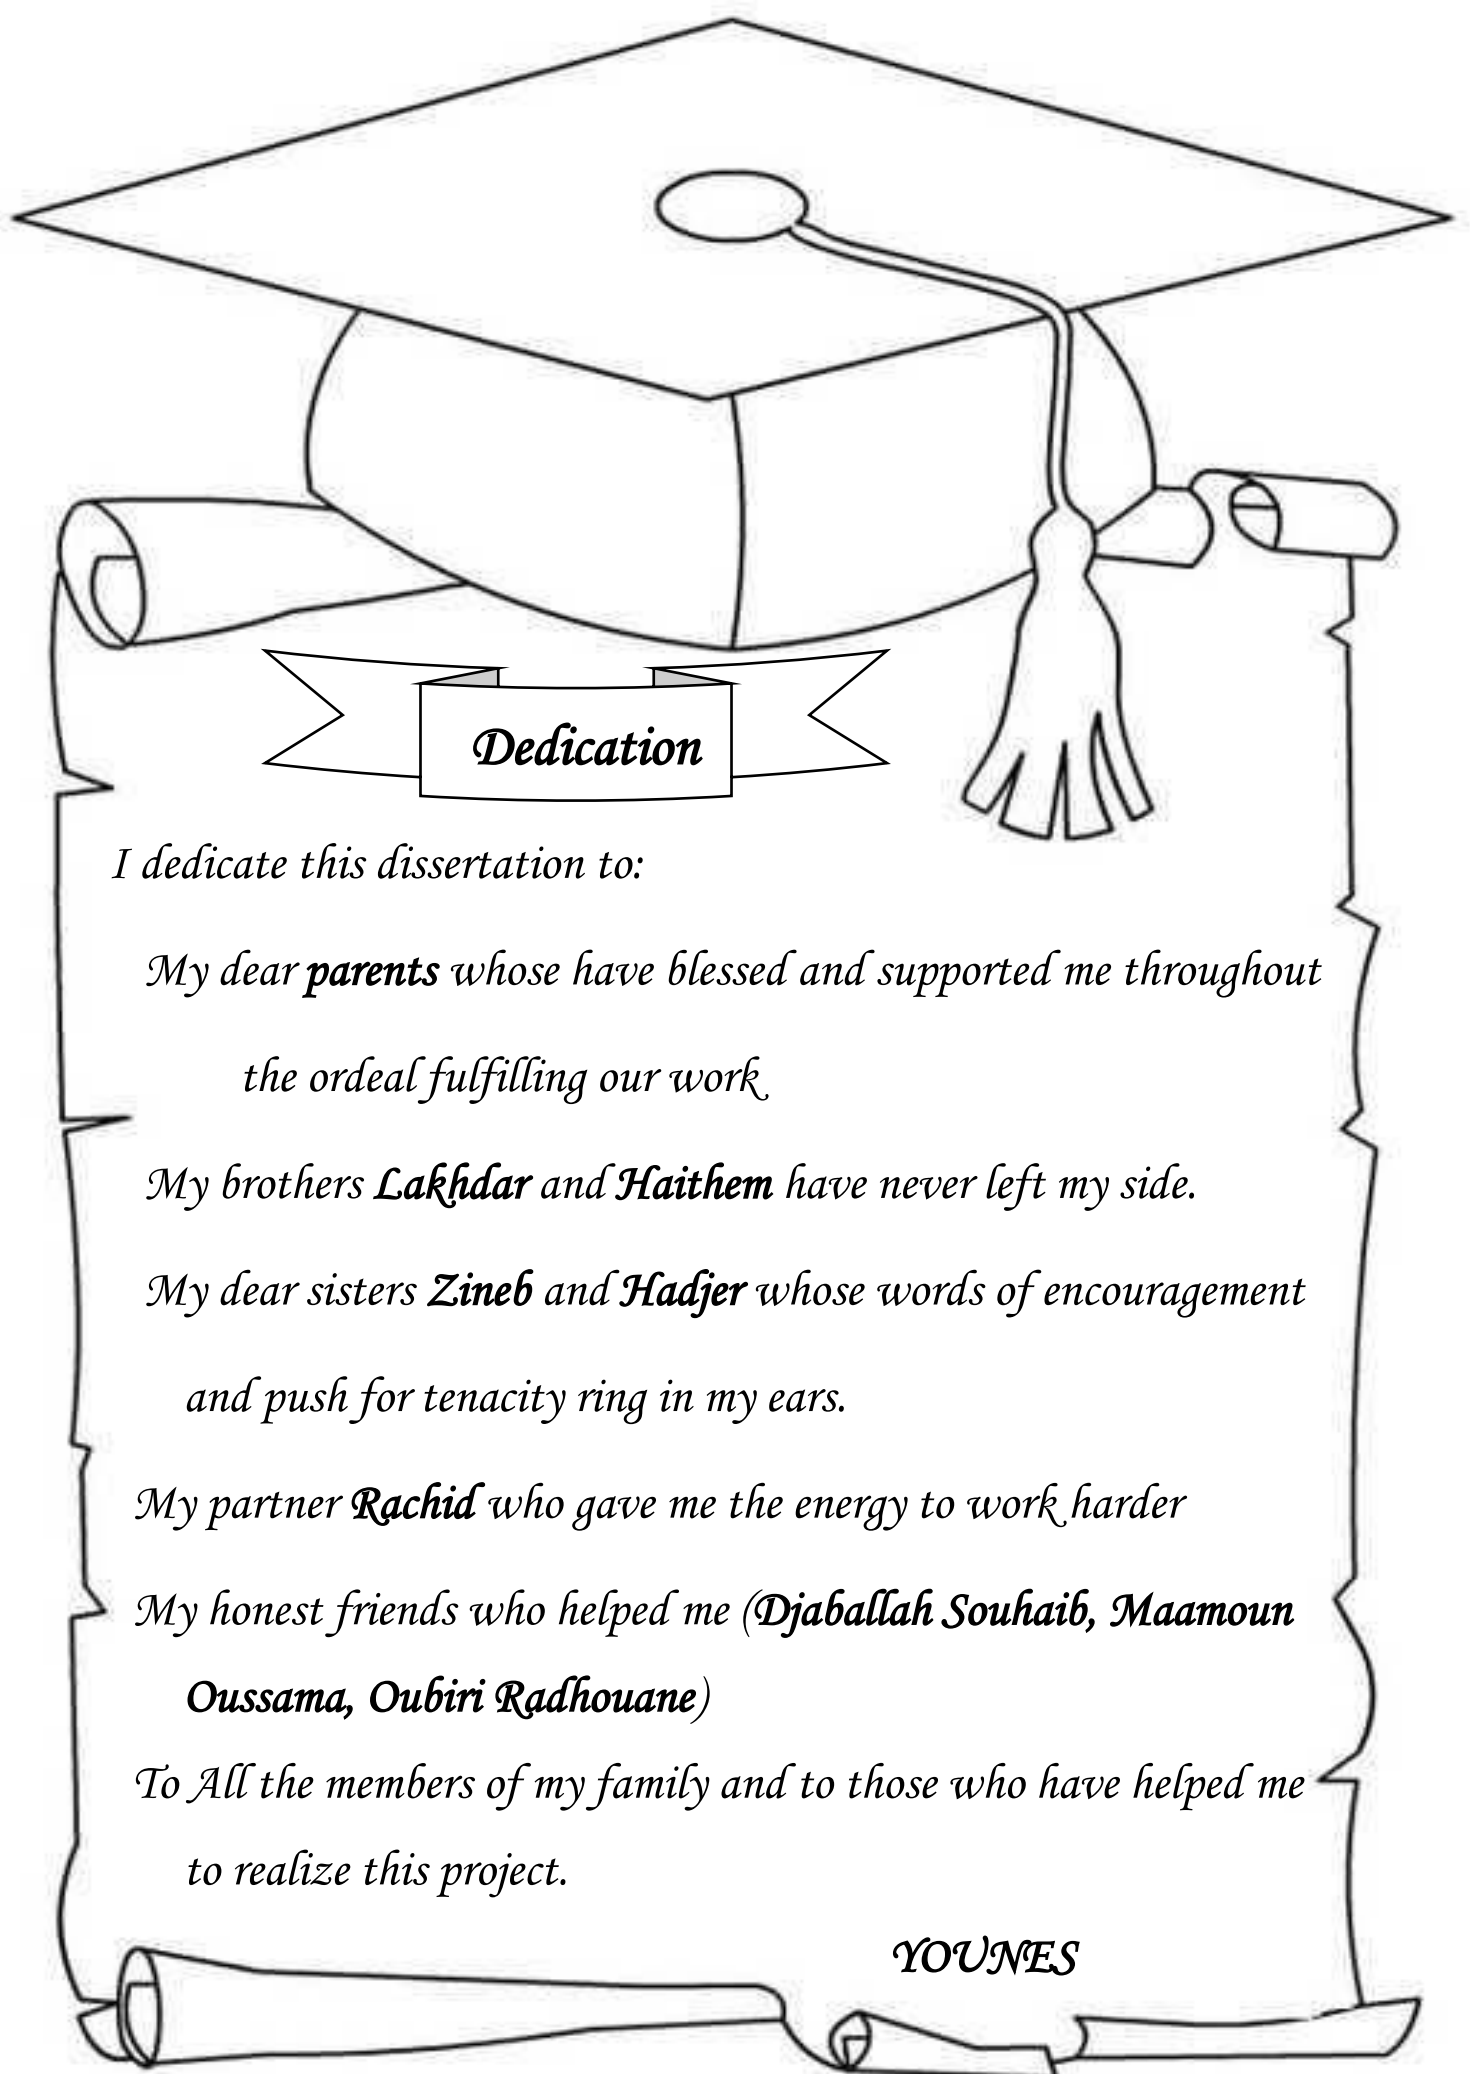 Dedication
I dedicate this dissertation to:
My dear parents whose have blessed and supported me throughout
the ordeal fulfilling our work
My brothers Lakhdar and Haithem have never left my side.
My dear sisters Zineb and Hadjer whose words of encouragement
and push for tenacity ring in my ears.
My partner Rachid who gave me the energy to work harder
My honest friends who helped me (Djaballah Souhaib, Maamoun
Oussama, Oubiri Radhouane)
To All the members of my family and to those who have helped me
to realize this project.
YOUNES